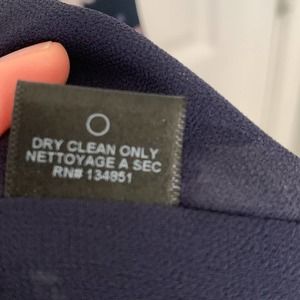 DRY CLEAN ONLY
NETTOYAGE A SEC
RN# 134851